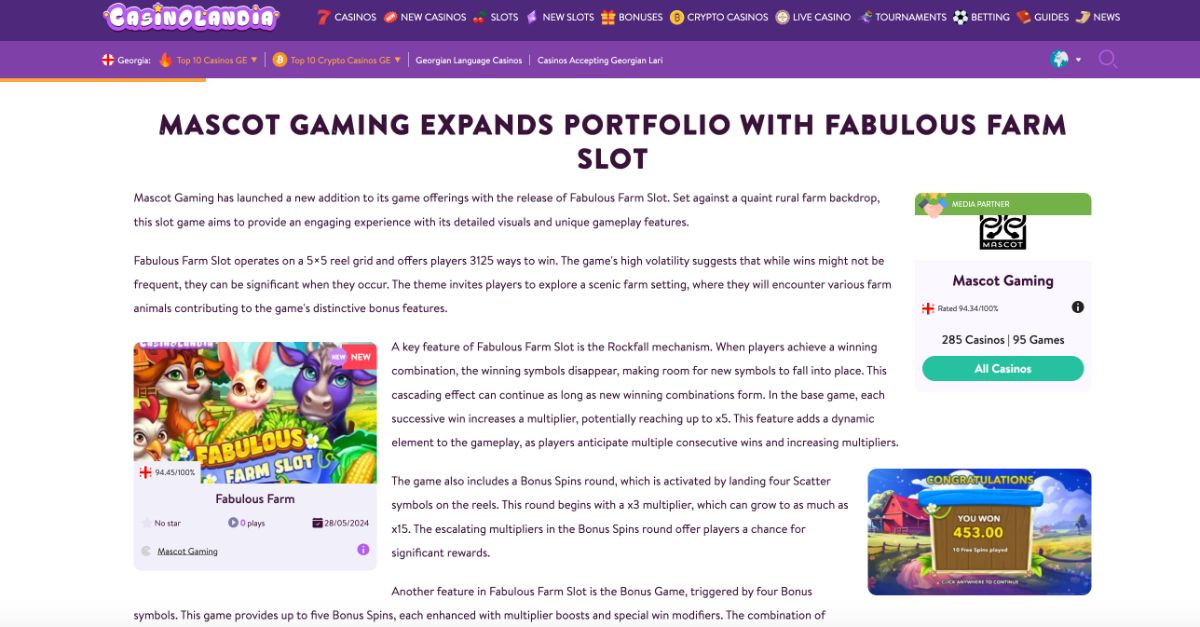 CASINOLANDIA
CASINOS NEW CASINOS SLOTS NEW SLOTS BONUSES CRYPTO CASINOS LIVE CASINO TOURNAMENTS BETTING GUIDES NEWS
Georgia: Top 10 Casinos GE ▼ Top 10 Crypto Casinos GE ▼ Georgian Language Casinos Casinos Accepting Georgian Lari
MASCOT GAMING EXPANDS PORTFOLIO WITH FABULOUS FARM
SLOT
Mascot Gaming has launched a new addition to its game offerings with the release of Fabulous Farm Slot. Set against a quaint rural farm backdrop,
this slot game aims to provide an engaging experience with its detailed visuals and unique gameplay features.
Fabulous Farm Slot operates on a 5×5 reel grid and offers players 3125 ways to win. The game's high volatility suggests that while wins might not be
frequent, they can be significant when they occur. The theme invites players to explore a scenic farm setting, where they will encounter various farm
animals contributing to the game's distinctive bonus features.
MEDIA PARTNER
MASCOT
Mascot Gaming
Rated 94.34/100%
285 Casinos | 95 Games
All Casinos
CASINOLANDIA
NEW NEW
FABULOUS
FARM SLOT
94.45/100%
Fabulous Farm
No star 0 plays 28/05/2024
Mascot Gaming
A key feature of Fabulous Farm Slot is the Rockfall mechanism. When players achieve a winning
combination, the winning symbols disappear, making room for new symbols to fall into place. This
cascading effect can continue as long as new winning combinations form. In the base game, each
successive win increases a multiplier, potentially reaching up to x5. This feature adds a dynamic
element to the gameplay, as players anticipate multiple consecutive wins and increasing multipliers.
The game also includes a Bonus Spins round, which is activated by landing four Scatter
symbols on the reels. This round begins with a x3 multiplier, which can grow to as much as
x15. The escalating multipliers in the Bonus Spins round offer players a chance for
significant rewards.
CONGRATULATIONS
YOU WON
453.00
10 Free Spins played
CLICK ANYWHERE TO CONTINUE
Another feature in Fabulous Farm Slot is the Bonus Game, triggered by four Bonus
symbols. This game provides up to five Bonus Spins, each enhanced with multiplier boosts and special win modifiers. The combination of